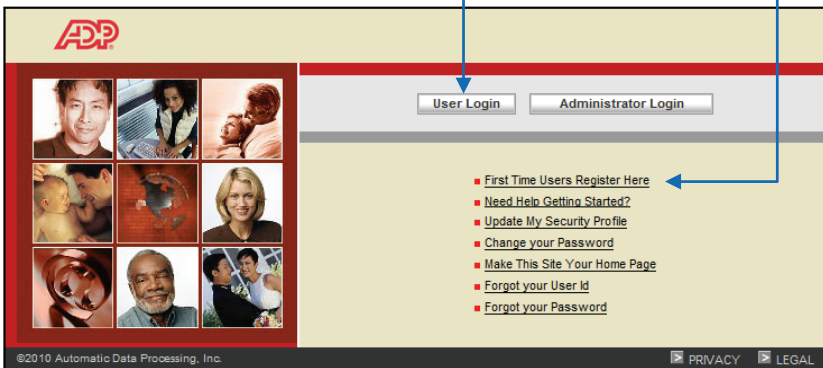 ADP
User Login Administrator Login
First Time Users Register Here
Need Help Getting Started?
Update My Security Profile
Change your Password
Make This Site Your Home Page
Forgot your User Id
Forgot your Password
©2010 Automatic Data Processing, Inc. PRIVACY LEGAL